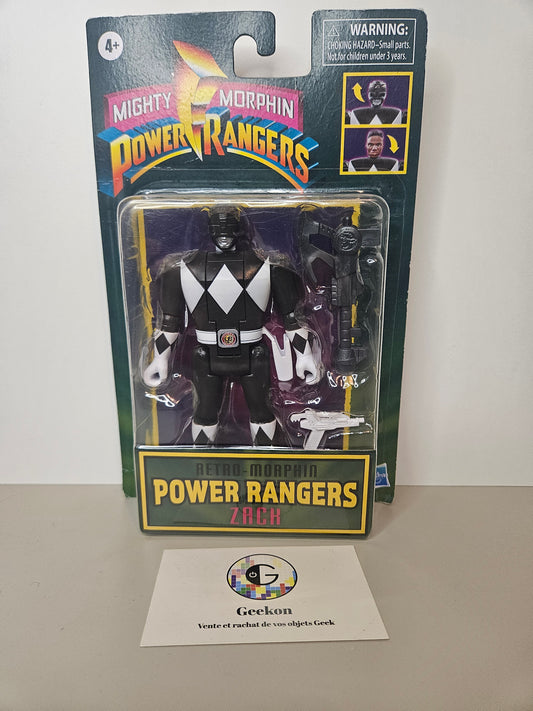 4+
WARNING:
CHOKING HAZARD–Small parts.
Not for children under 3 years.
MIGHTY MORPHIN
POWER RANGERS
RETRO-MORPHIN
POWER RANGERS
ZACK
Hasbro
G
Geekon
Vente et rachat de vos objets Geek